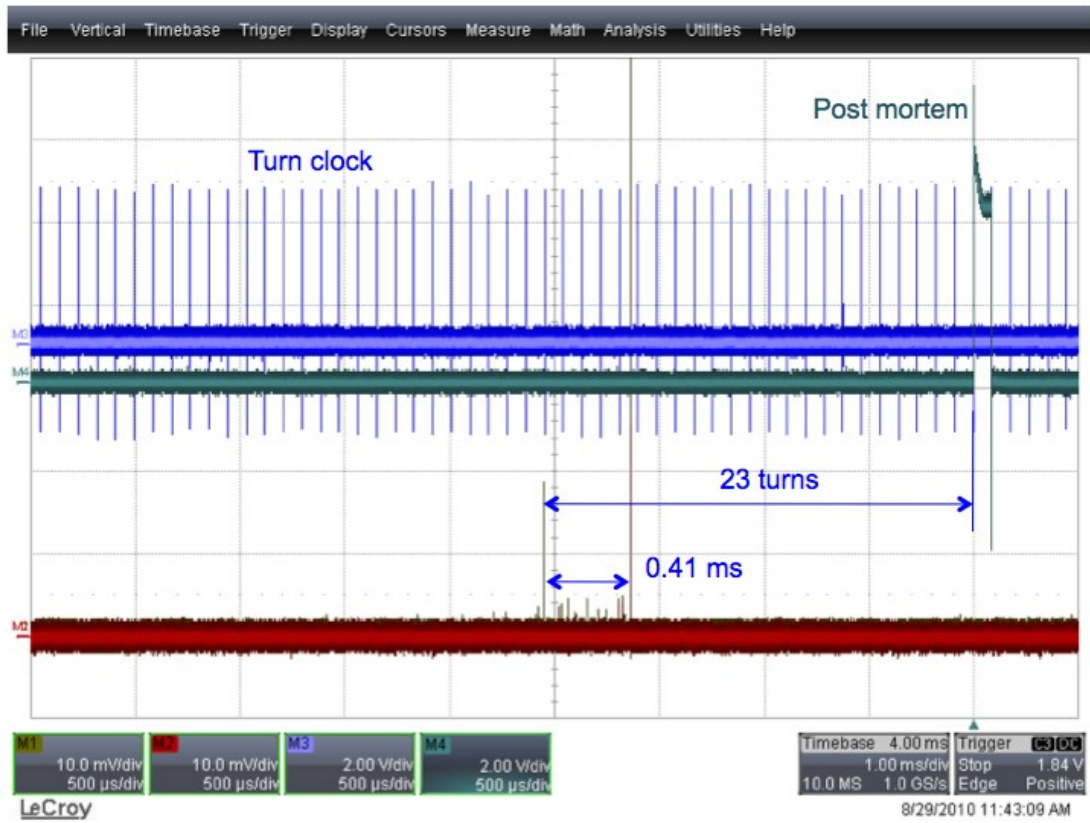 File Vertical Timebase Trigger Display Cursors Measure Math Analysis Utilities Help
Post mortem
Turn clock
M3
M4
23 turns
0.41 ms
M2
M1 M2 M3 M4
10.0 mV/div 10.0 mV/div 2.00 V/div 2.00 V/div
500 µs/div 500 µs/div 500 µs/div 500 µs/div
Timebase 4.00 ms Trigger C3 DC
1.00 ms/div Stop 1.84 V
10.0 MS 1.0 GS/s Edge Positive
LeCroy 8/29/2010 11:43:09 AM